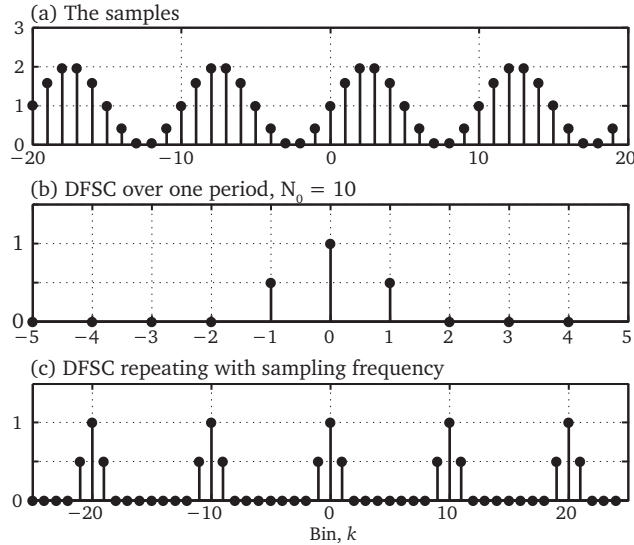 (a) The samples
3
2
1
0
−20 −10 0 10 20
(b) DFSC over one period, N₀ = 10
1
0
−5 −4 −3 −2 −1 0 1 2 3 4 5
(c) DFSC repeating with sampling frequency
1
0
−20 −10 0 10 20
Bin, k